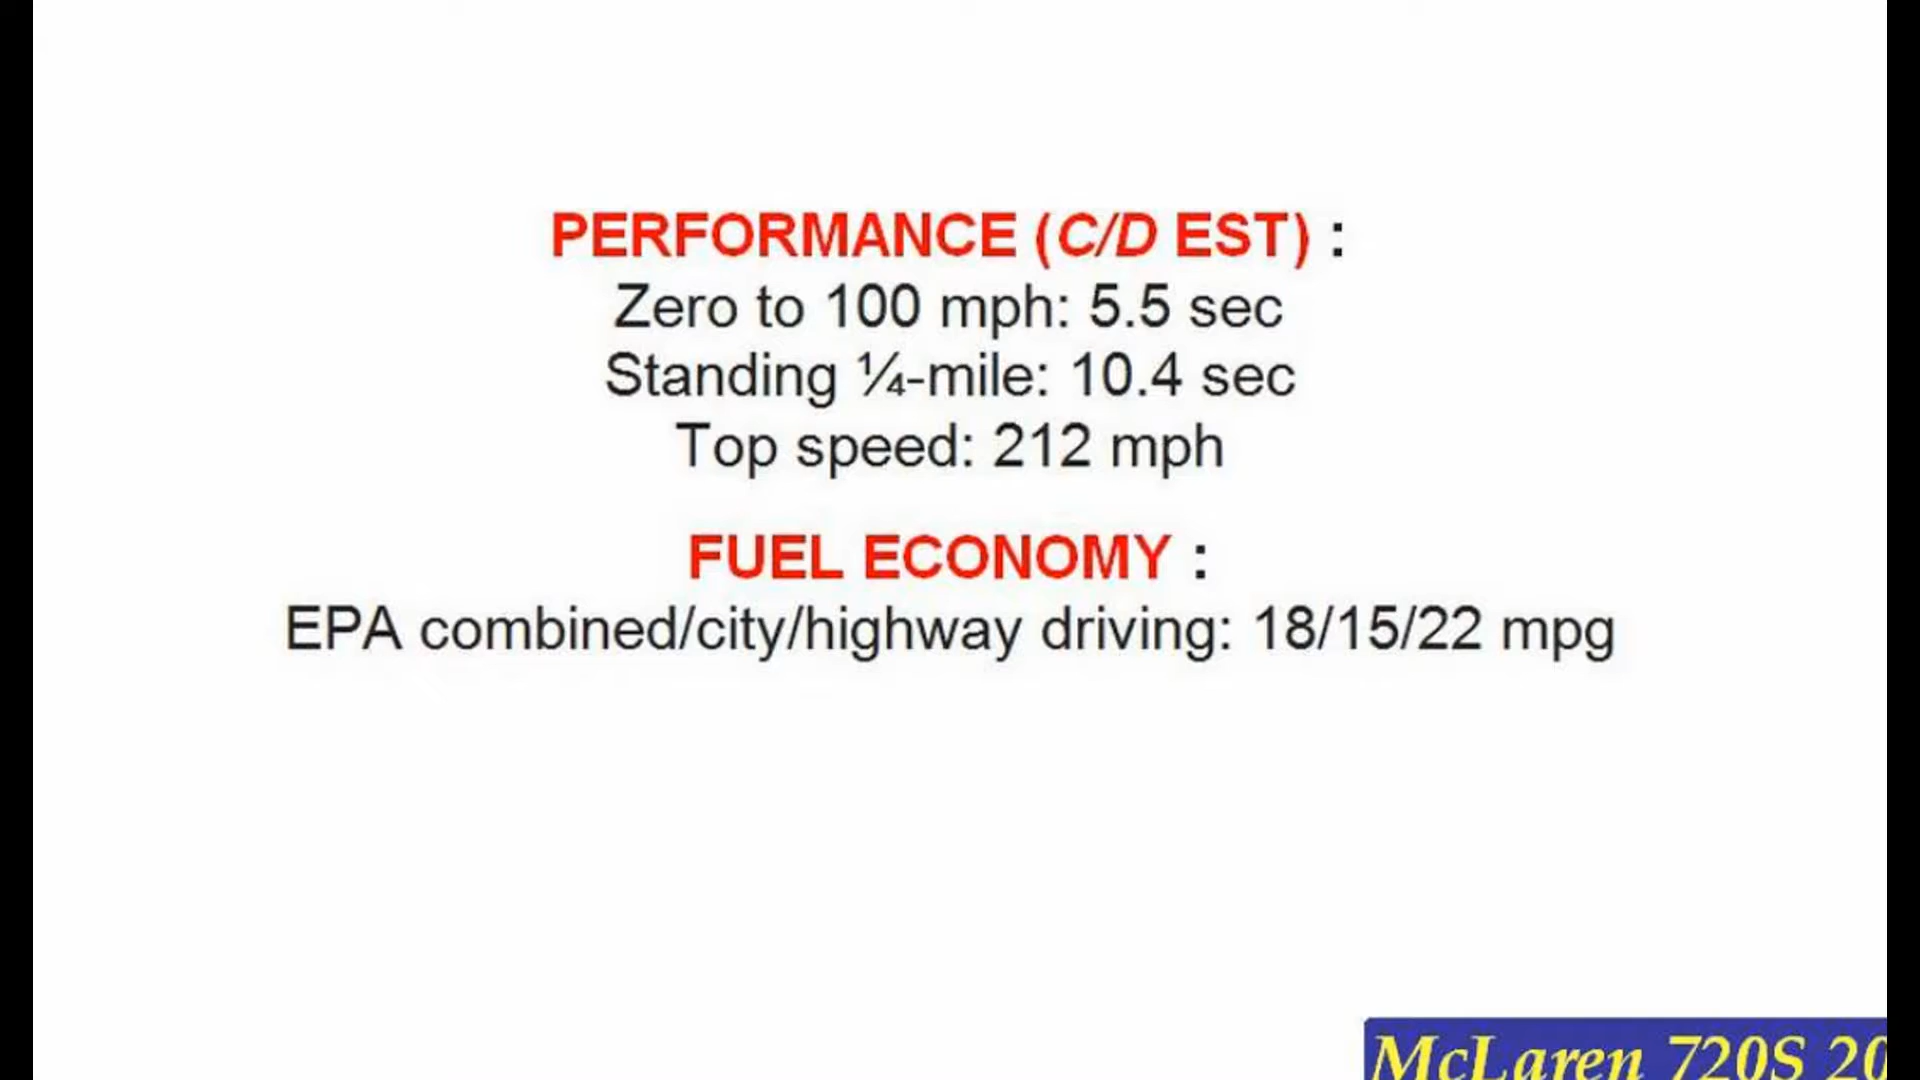 PERFORMANCE (C/D EST) :
Zero to 100 mph: 5.5 sec
Standing ¼-mile: 10.4 sec
Top speed: 212 mph
FUEL ECONOMY :
EPA combined/city/highway driving: 18/15/22 mpg
McLaren 720S 20